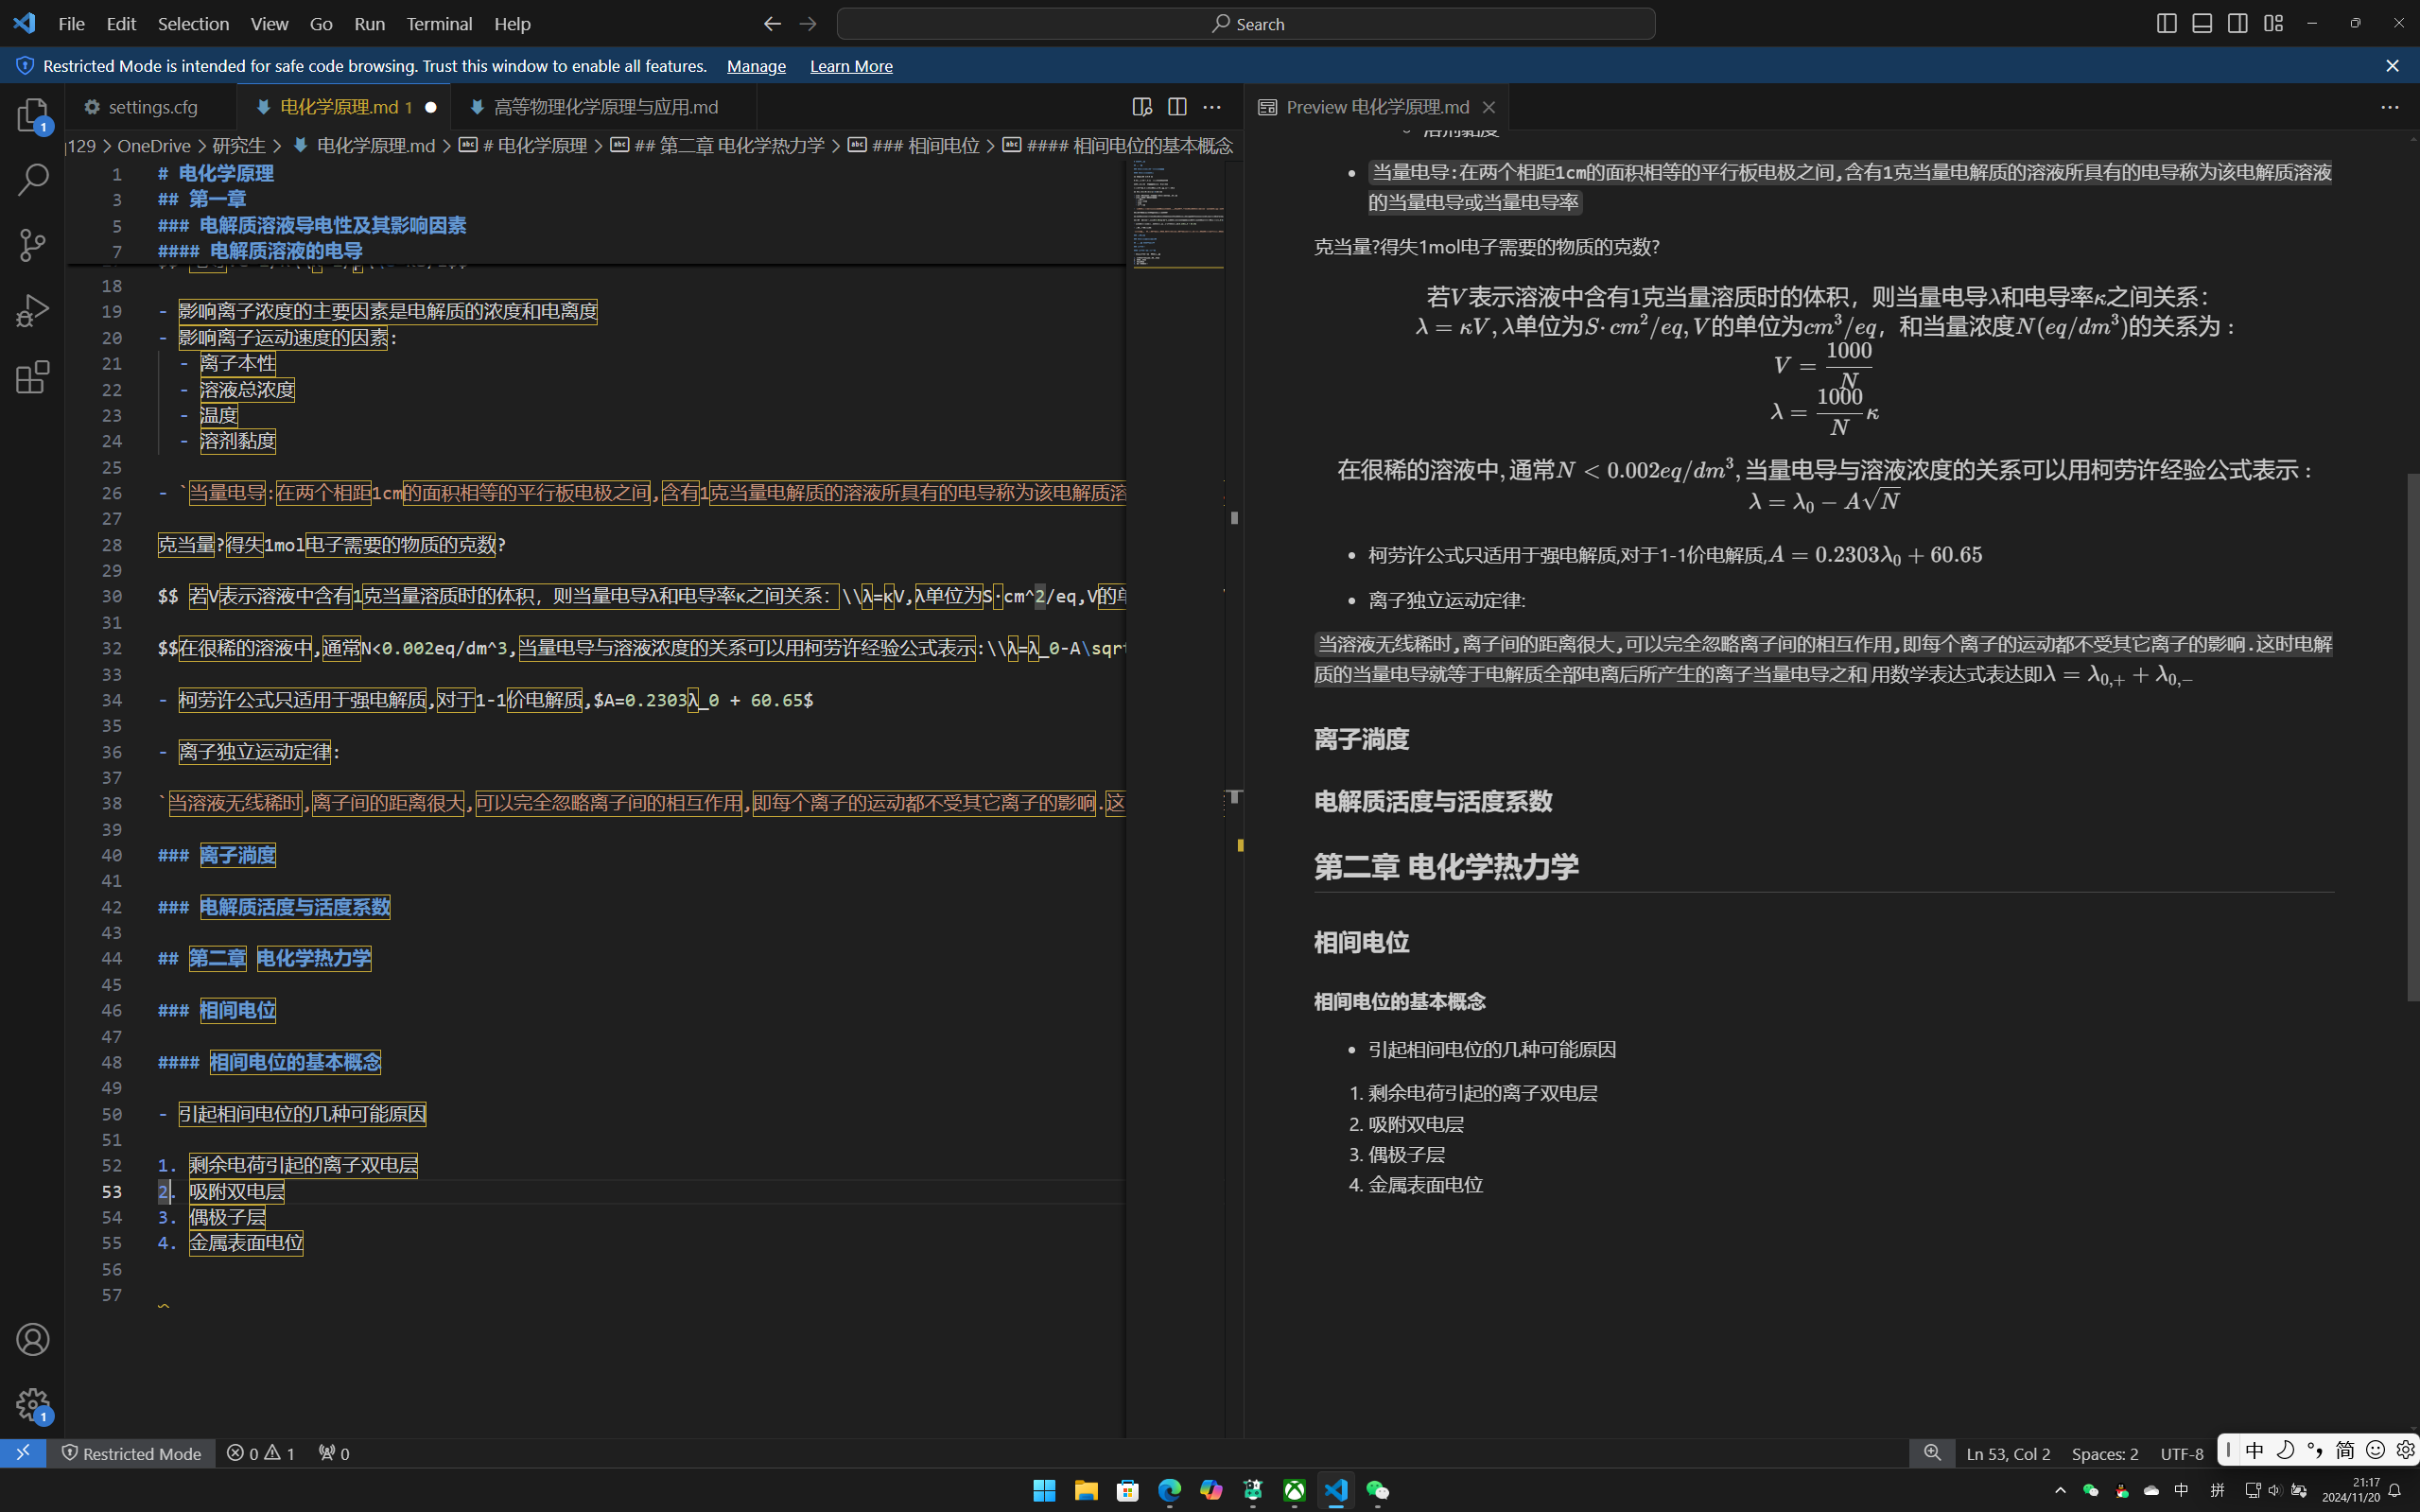 File Edit Selection View Go Run Terminal Help
Search
Restricted Mode is intended for safe code browsing. Trust this window to enable all features. Manage Learn More
settings.cfg
电化学原理.md 1
高等物理化学原理与应用.md
129 > OneDrive > 研究生 > 电化学原理.md > # 电化学原理 > ## 第二章 电化学热力学 > ### 相间电位 > #### 相间电位的基本概念
1 # 电化学原理
3 ## 第一章
5 ### 电解质溶液导电性及其影响因素
7 #### 电解质溶液的电导
18
19 - 影响离子浓度的主要因素是电解质的浓度和电离度
20 - 影响离子运动速度的因素:
21 - 离子本性
22 - 溶液总浓度
23 - 温度
24 - 溶剂黏度
25
26 - `当量电导:在两个相距1cm的面积相等的平行板电极之间,含有1克当量电解质的溶液所具有的电导称为该电解质溶
27
28 克当量?得失1mol电子需要的物质的克数?
29
30 $$ 若V表示溶液中含有1克当量溶质时的体积，则当量电导λ和电导率κ之间关系：\\λ=κV,λ单位为S·cm^2/eq,V的单
31
32 $$在很稀的溶液中,通常N<0.002eq/dm^3,当量电导与溶液浓度的关系可以用柯劳许经验公式表示:\\λ=λ_0-A\sqrt
33
34 - 柯劳许公式只适用于强电解质,对于1-1价电解质,$A=0.2303λ_0 + 60.65$
35
36 - 离子独立运动定律:
37
38 `当溶液无线稀时,离子间的距离很大,可以完全忽略离子间的相互作用,即每个离子的运动都不受其它离子的影响.这
39
40 ### 离子淌度
41
42 ### 电解质活度与活度系数
43
44 ## 第二章 电化学热力学
45
46 ### 相间电位
47
48 #### 相间电位的基本概念
49
50 - 引起相间电位的几种可能原因
51
52 1. 剩余电荷引起的离子双电层
53 2. 吸附双电层
54 3. 偶极子层
55 4. 金属表面电位
56
57
Preview 电化学原理.md
溶剂黏度
• 当量电导:在两个相距1cm的面积相等的平行板电极之间,含有1克当量电解质的溶液所具有的电导称为该电解质溶液
的当量电导或当量电导率
克当量?得失1mol电子需要的物质的克数?
若V表示溶液中含有1克当量溶质时的体积，则当量电导λ和电导率κ之间关系：
λ = κV, λ单位为S·cm²/eq, V的单位为cm³/eq，和当量浓度N(eq/dm³)的关系为：
V = 1000/N
λ = 1000/N κ
在很稀的溶液中, 通常N < 0.002eq/dm³, 当量电导与溶液浓度的关系可以用柯劳许经验公式表示：
λ = λ₀ − A√N
• 柯劳许公式只适用于强电解质,对于1-1价电解质,A = 0.2303λ₀ + 60.65
• 离子独立运动定律:
当溶液无线稀时,离子间的距离很大,可以完全忽略离子间的相互作用,即每个离子的运动都不受其它离子的影响.这时电解
质的当量电导就等于电解质全部电离后所产生的离子当量电导之和 用数学表达式表达即λ = λ₀,₊ + λ₀,₋
离子淌度
电解质活度与活度系数
第二章 电化学热力学
相间电位
相间电位的基本概念
• 引起相间电位的几种可能原因
1. 剩余电荷引起的离子双电层
2. 吸附双电层
3. 偶极子层
4. 金属表面电位
1
1
Restricted Mode 0 1 0
Ln 53, Col 2 Spaces: 2 UTF-8
中 简
中 拼
21:17
2024/11/20